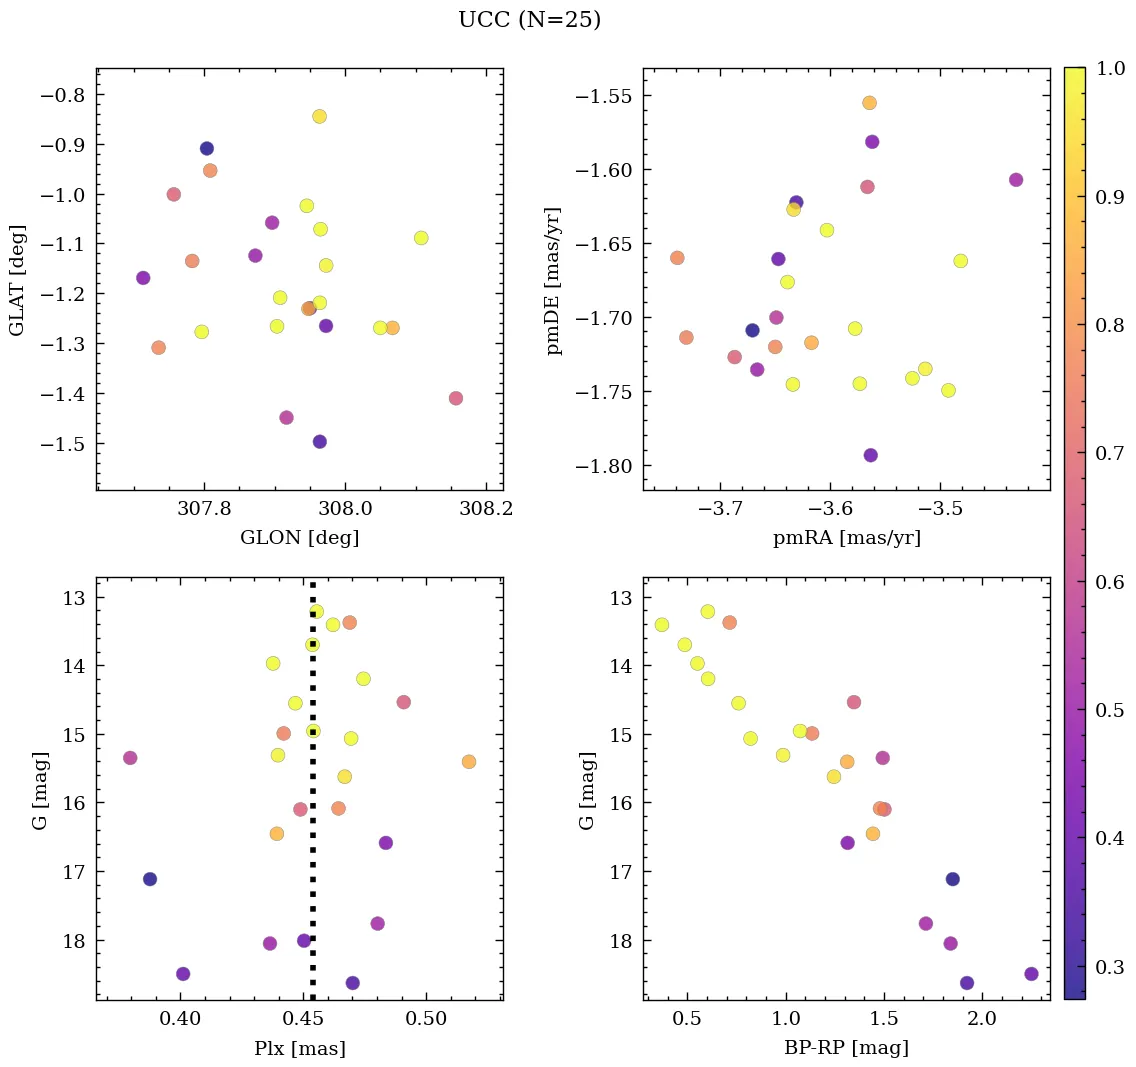 UCC (N=25)
−0.8
−0.9
−1.0
−1.1
−1.2
−1.3
−1.4
−1.5
GLAT [deg]
307.8 308.0 308.2
GLON [deg]
−1.55
−1.60
−1.65
−1.70
−1.75
−1.80
pmDE [mas/yr]
−3.7 −3.6 −3.5
pmRA [mas/yr]
13
14
15
16
17
18
G [mag]
0.40 0.45 0.50
Plx [mas]
13
14
15
16
17
18
G [mag]
0.5 1.0 1.5 2.0
BP-RP [mag]
1.0
0.9
0.8
0.7
0.6
0.5
0.4
0.3